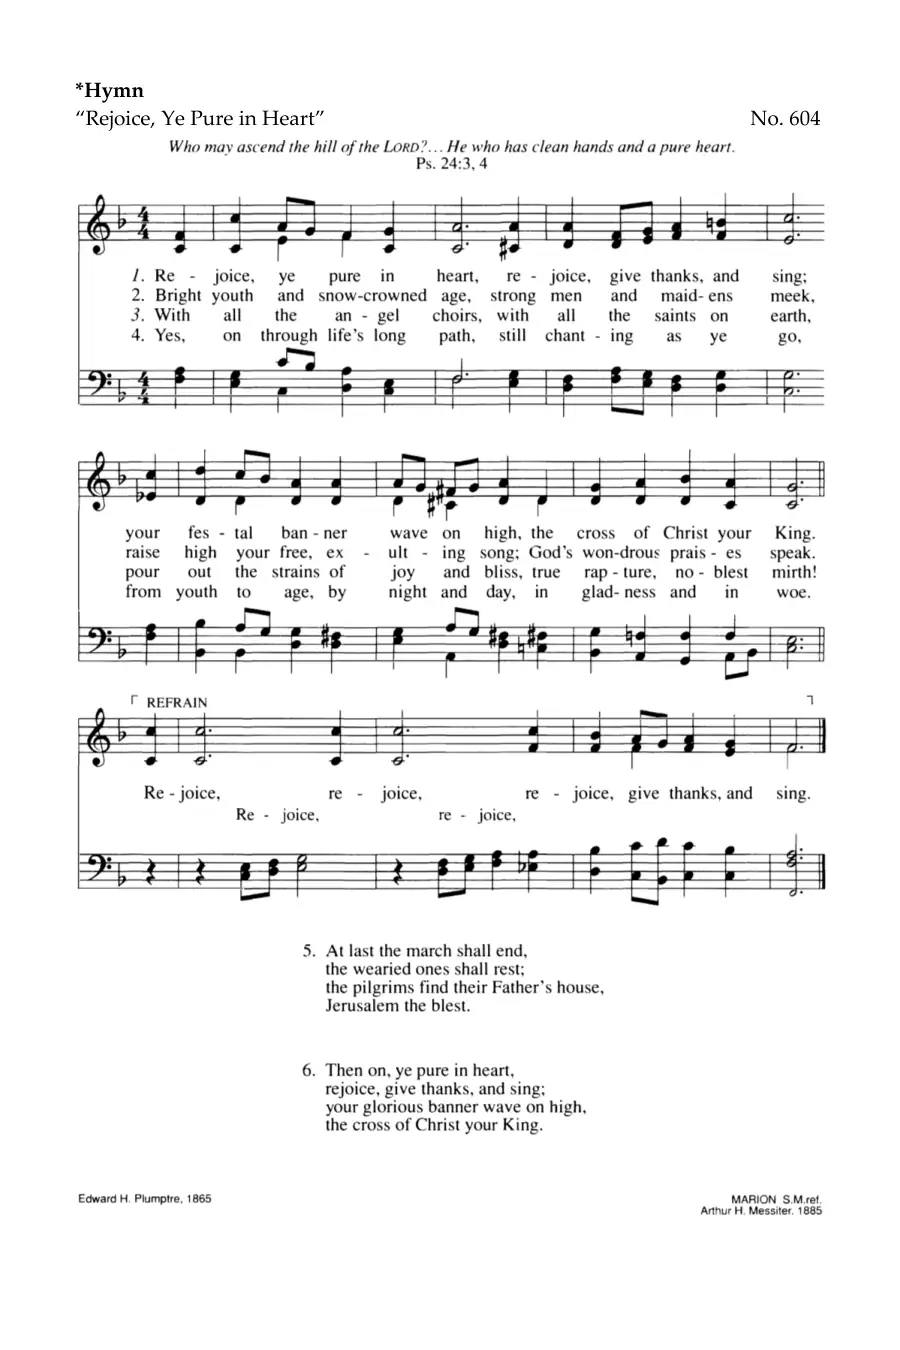 *Hymn
“Rejoice, Ye Pure in Heart” No. 604
Who may ascend the hill of the LORD?... He who has clean hands and a pure heart.
Ps. 24:3, 4
1. Re - joice, ye pure in heart, re - joice, give thanks, and sing;
2. Bright youth and snow-crowned age, strong men and maid- ens meek,
3. With all the an - gel choirs, with all the saints on earth,
4. Yes, on through life's long path, still chant - ing as ye go,
your fes - tal ban - ner wave on high, the cross of Christ your King.
raise high your free, ex - ult - ing song; God's won-drous prais - es speak.
pour out the strains of joy and bliss, true rap - ture, no - blest mirth!
from youth to age, by night and day, in glad- ness and in woe.
REFRAIN
Re - joice, re - joice, re - joice, give thanks, and sing.
Re - joice, re - joice,
5. At last the march shall end,
the wearied ones shall rest;
the pilgrims find their Father's house,
Jerusalem the blest.
6. Then on, ye pure in heart,
rejoice, give thanks, and sing;
your glorious banner wave on high,
the cross of Christ your King.
Edward H. Plumptre, 1865
MARION S.M.ref.
Arthur H. Messiter. 1885